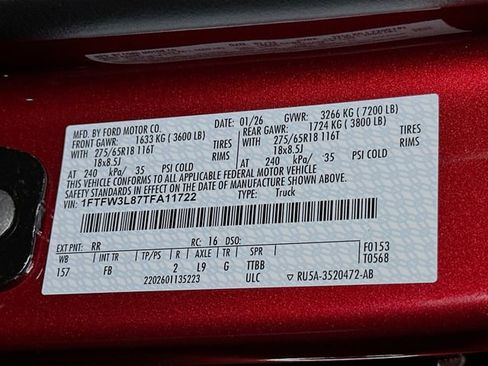 MFD. BY FORD MOTOR CO. 01/26 GVWR: 3266 KG ( 7200 LB)
FRONT GAWR: 1633 KG ( 3600 LB) REAR GAWR: 1724 KG ( 3800 LB)
WITH 275/65R18 116T TIRES WITH 275/65R18 116T TIRES
18x8.5J RIMS 18x8.5J RIMS
AT 240 kPa/ 35 PSI COLD AT 240 kPa/ 35 PSI COLD
THIS VEHICLE CONFORMS TO ALL APPLICABLE FEDERAL MOTOR VEHICLE
SAFETY STANDARDS IN EFFECT ON THE DATE OF MANUFACTURE SHOWN ABOVE.
VIN: 1FTFW3L87TFA11722 TYPE: Truck
EXT PNT: RR RC: 16 DSO: F0153
WB INT TR TP/PS R AXLE TR SPR T0568
157 FB 2 L9 G TTBB
2202601135223 ULC RU5A-3520472-AB